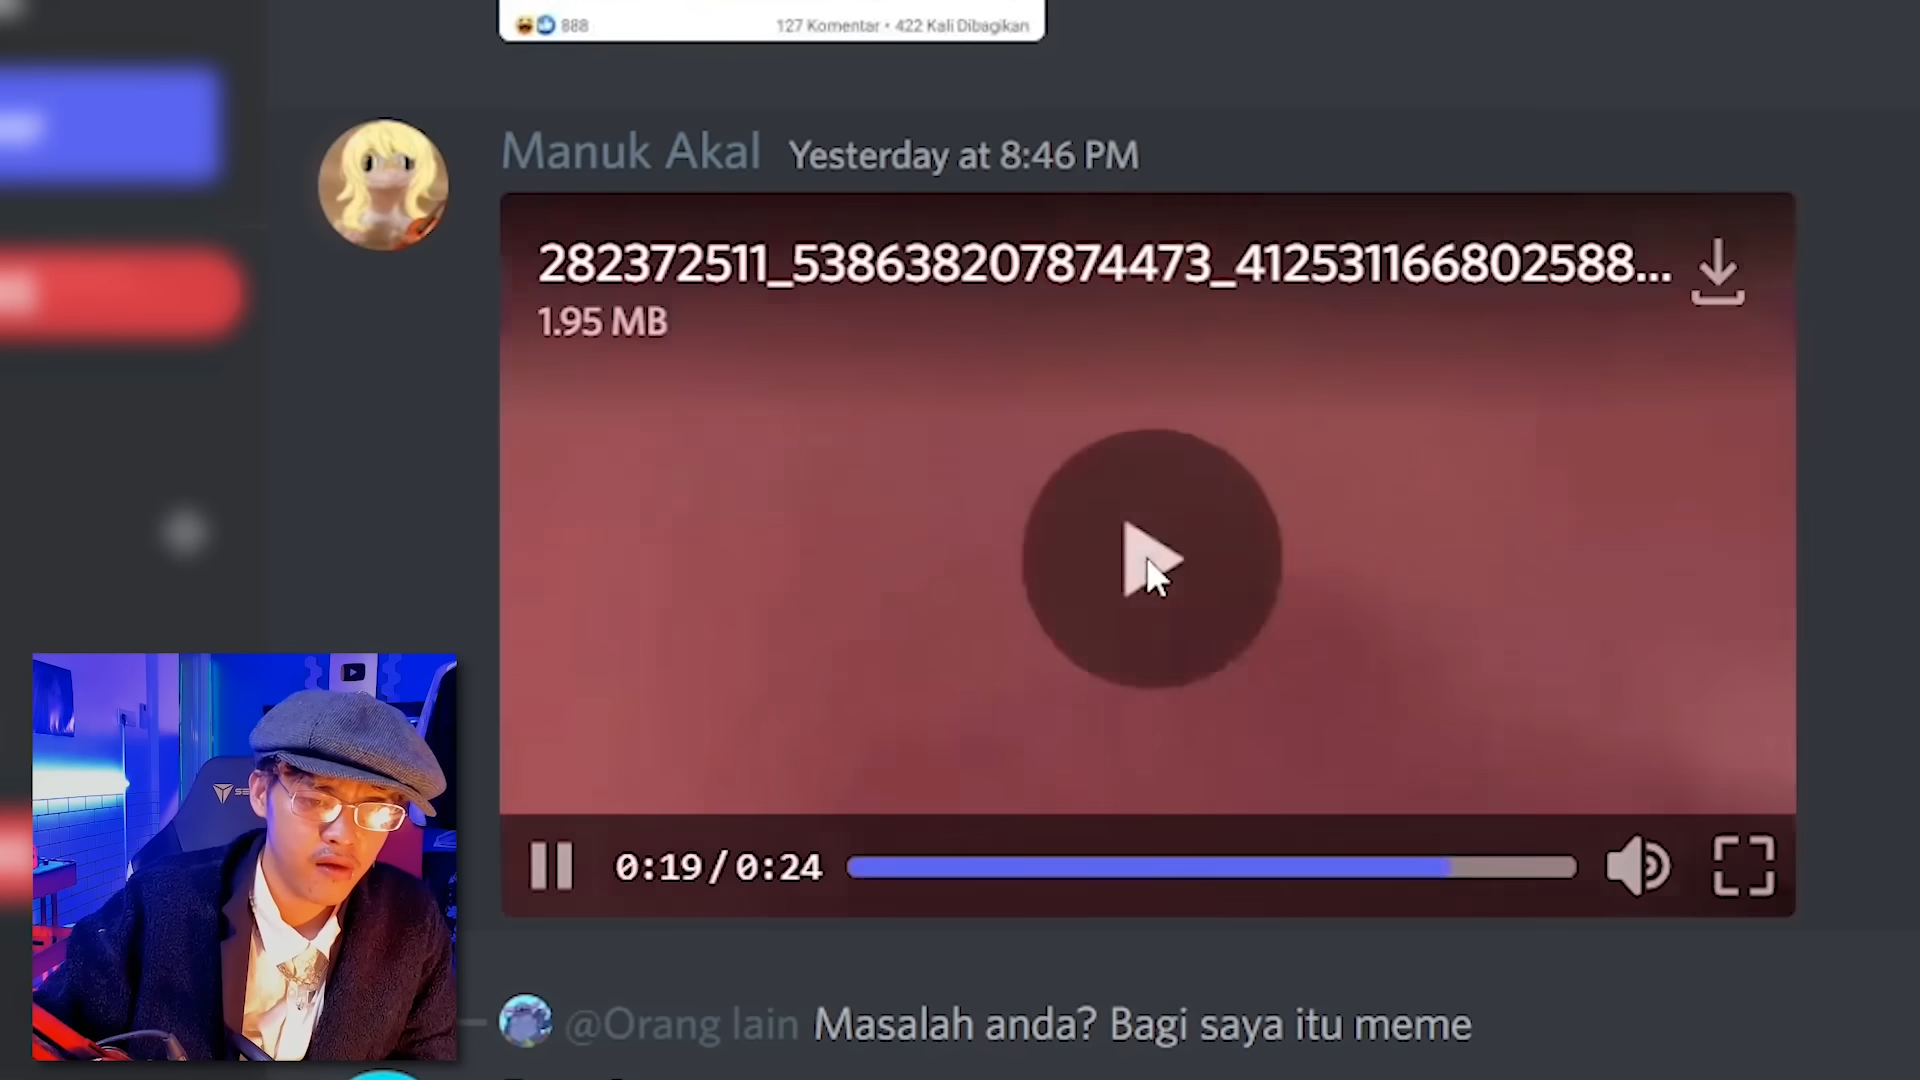 888
127 Komentar • 422 Kali Dibagikan
Manuk Akal Yesterday at 8:46 PM
282372511_538638207874473_412531166802588...
1.95 MB
0:19/0:24
@Orang lain Masalah anda? Bagi saya itu meme